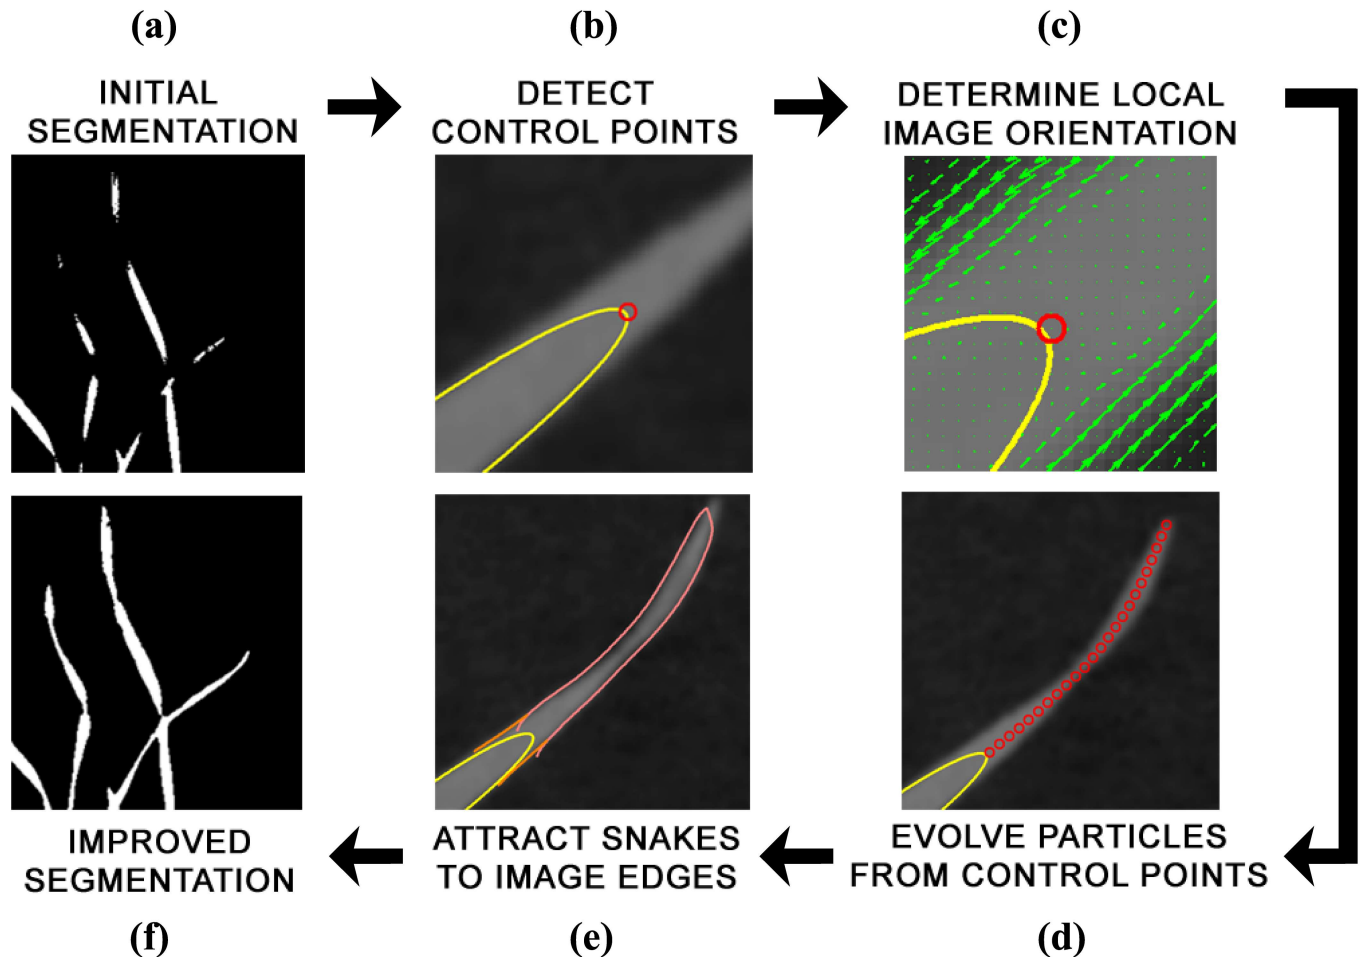 (a)
(b)
(c)
INITIAL
SEGMENTATION
DETECT
CONTROL POINTS
DETERMINE LOCAL
IMAGE ORIENTATION
IMPROVED
SEGMENTATION
ATTRACT SNAKES
TO IMAGE EDGES
EVOLVE PARTICLES
FROM CONTROL POINTS
(f)
(e)
(d)